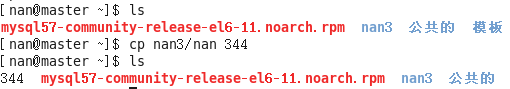 [nan@master ~]$ ls
mysql57-community-release-el6-11.noarch.rpm nan3 公共的 模板
[nan@master ~]$ cp nan3/nan 344
[nan@master ~]$ ls
344 mysql57-community-release-el6-11.noarch.rpm nan3 公共的